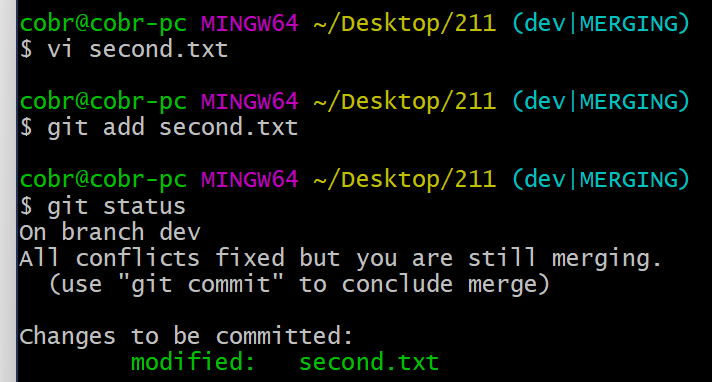 cobr@cobr-pc MINGW64 ~/Desktop/211 (dev|MERGING)
$ vi second.txt
cobr@cobr-pc MINGW64 ~/Desktop/211 (dev|MERGING)
$ git add second.txt
cobr@cobr-pc MINGW64 ~/Desktop/211 (dev|MERGING)
$ git status
On branch dev
All conflicts fixed but you are still merging.
  (use "git commit" to conclude merge)
Changes to be committed:
        modified:   second.txt